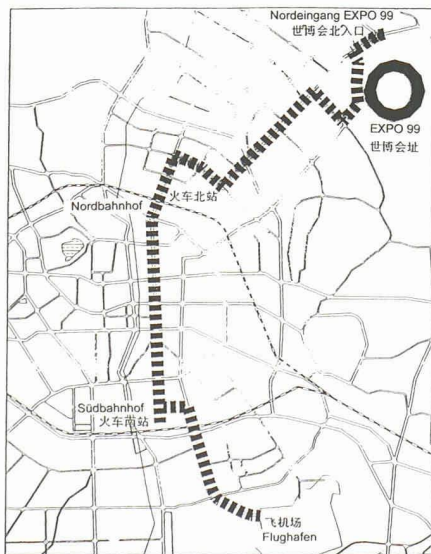 Nordeingang EXPO 99
世博会北入口
EXPO 99
世博会址
Nordbahnhof
火车北站
Südbahnhof
火车南站
飞机场
Flughafen